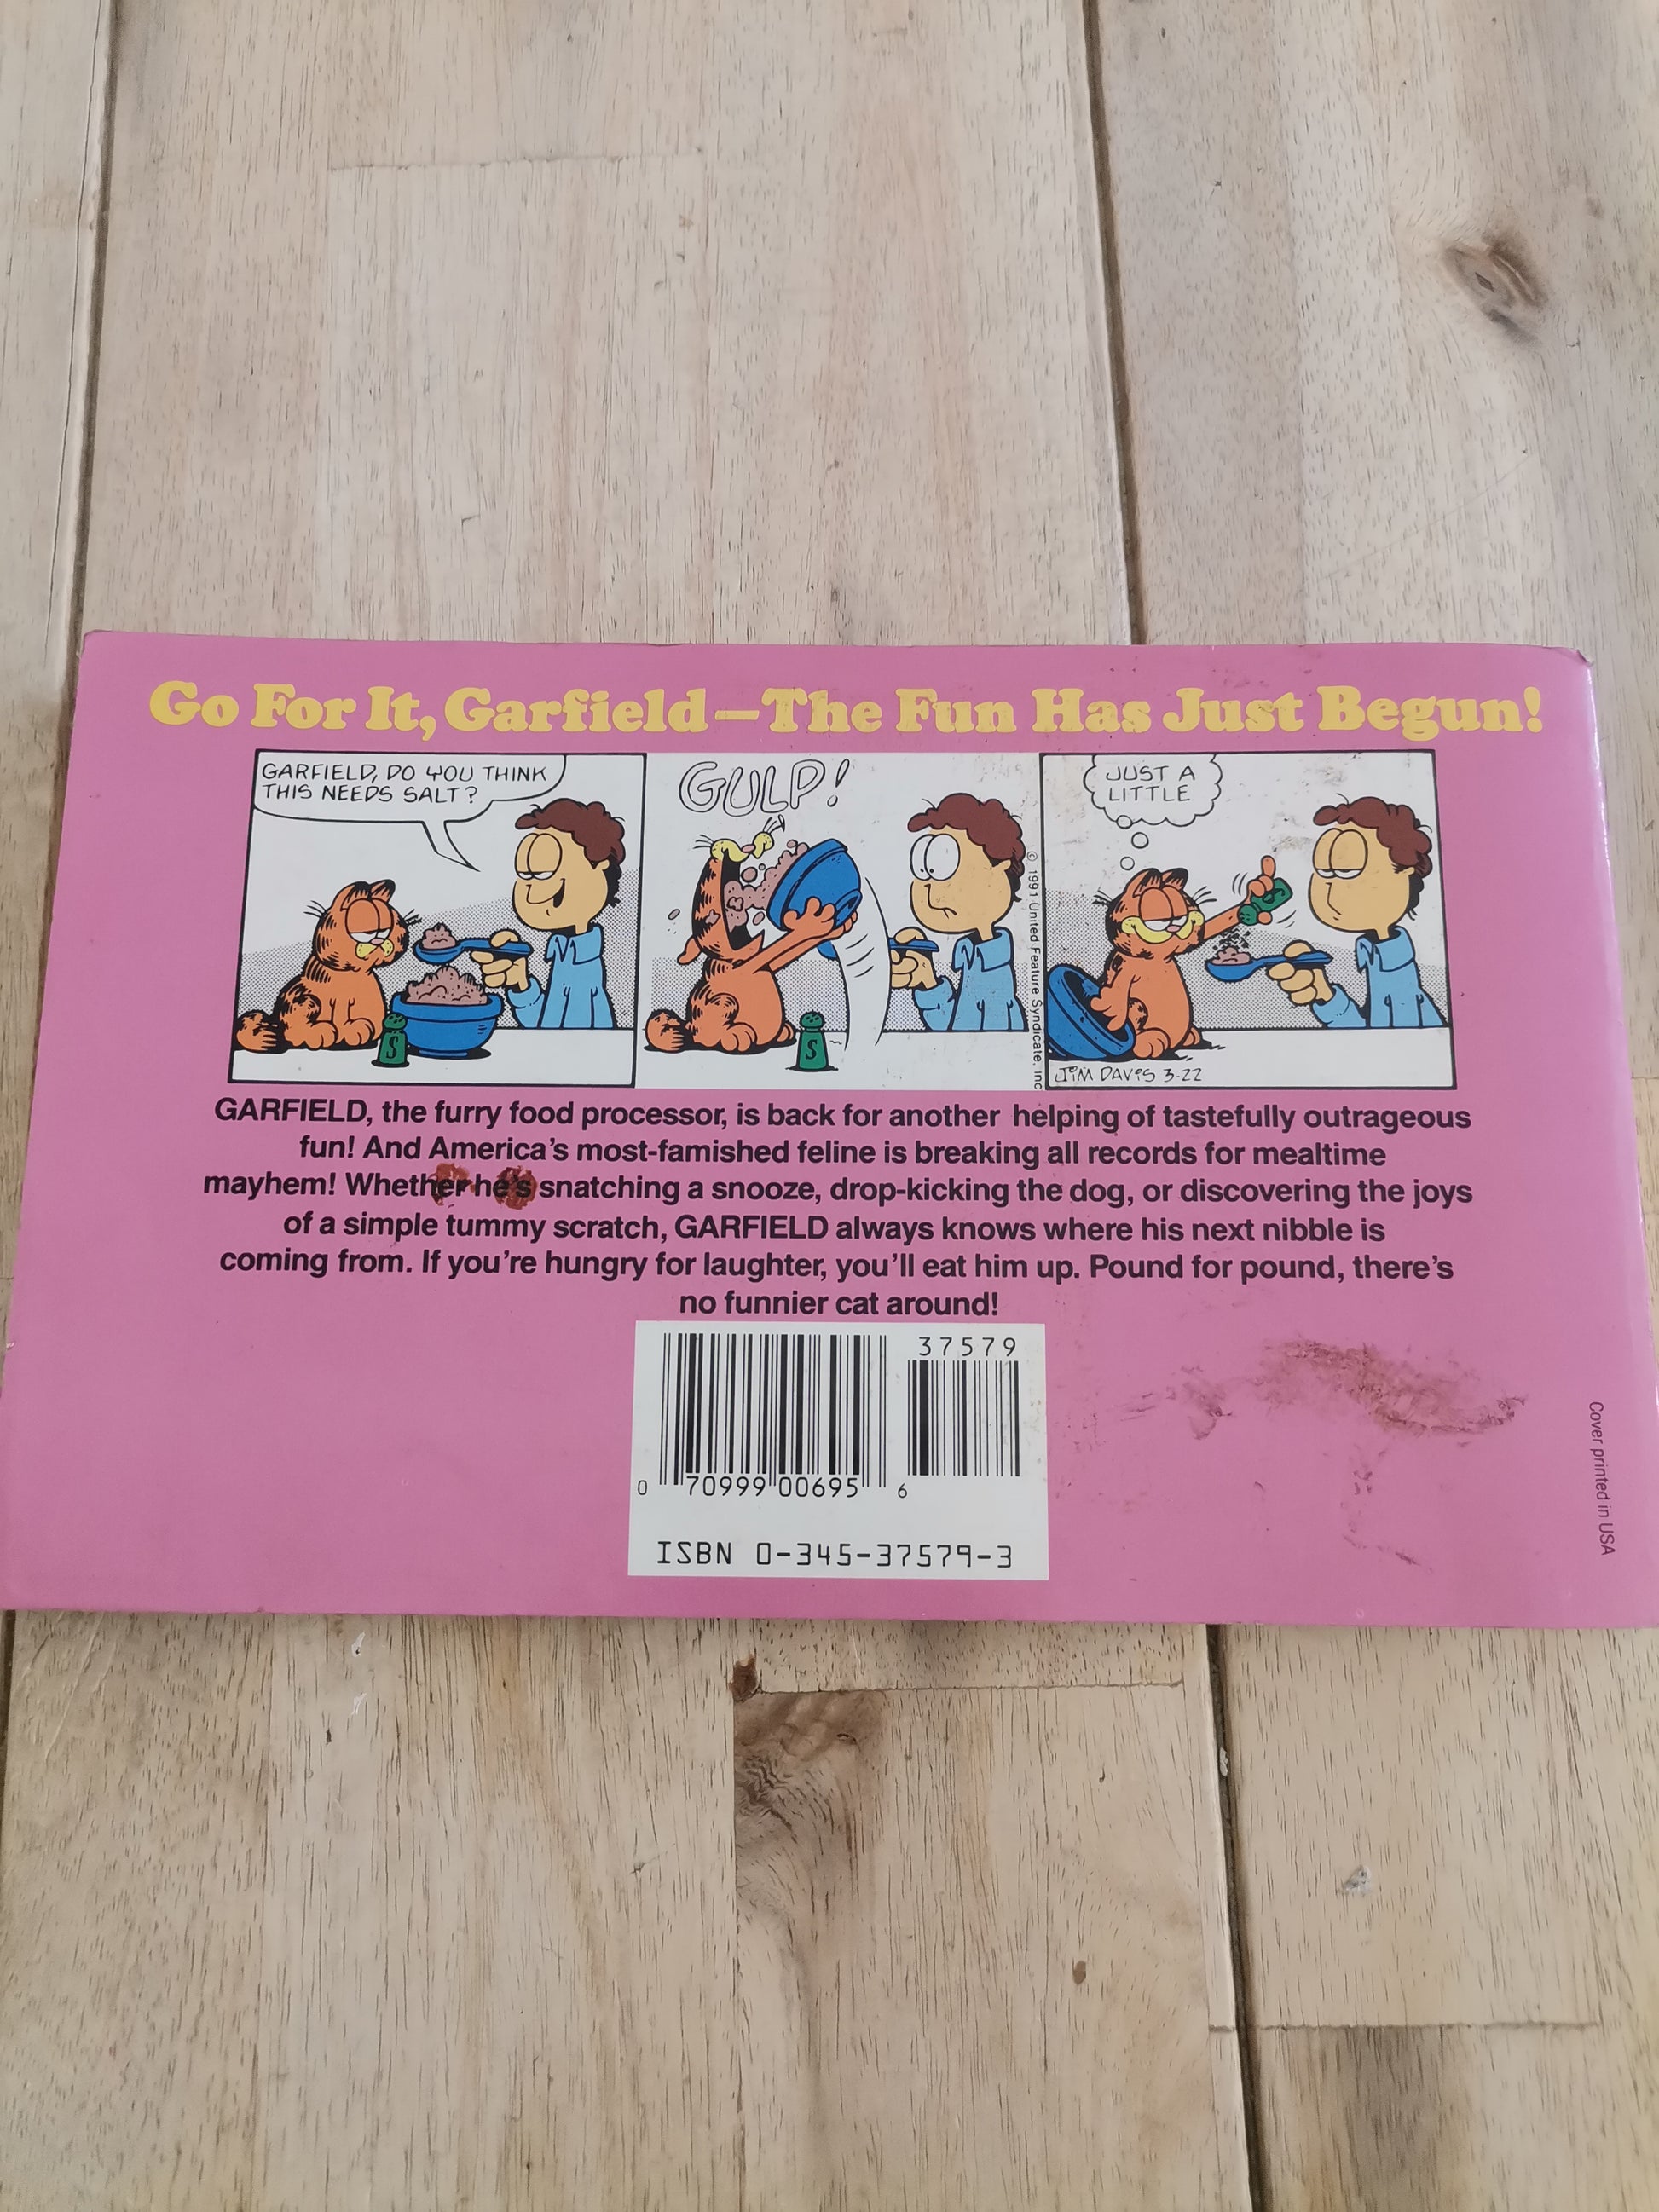 Go For It, Garfield—The Fun Has Just Begun!
GARFIELD, DO YOU THINK
THIS NEEDS SALT?
GULP!
© 1991 United Feature Syndicate, Inc
JUST A
LITTLE
S
S
S
JIM DAVIS 3-22
GARFIELD, the furry food processor, is back for another helping of tastefully outrageous
fun! And America's most-famished feline is breaking all records for mealtime
mayhem! Whether he's snatching a snooze, drop-kicking the dog, or discovering the joys
of a simple tummy scratch, GARFIELD always knows where his next nibble is
coming from. If you're hungry for laughter, you'll eat him up. Pound for pound, there's
no funnier cat around!
37579
0 70999 00695 6
ISBN 0-345-37579-3
Cover printed in USA